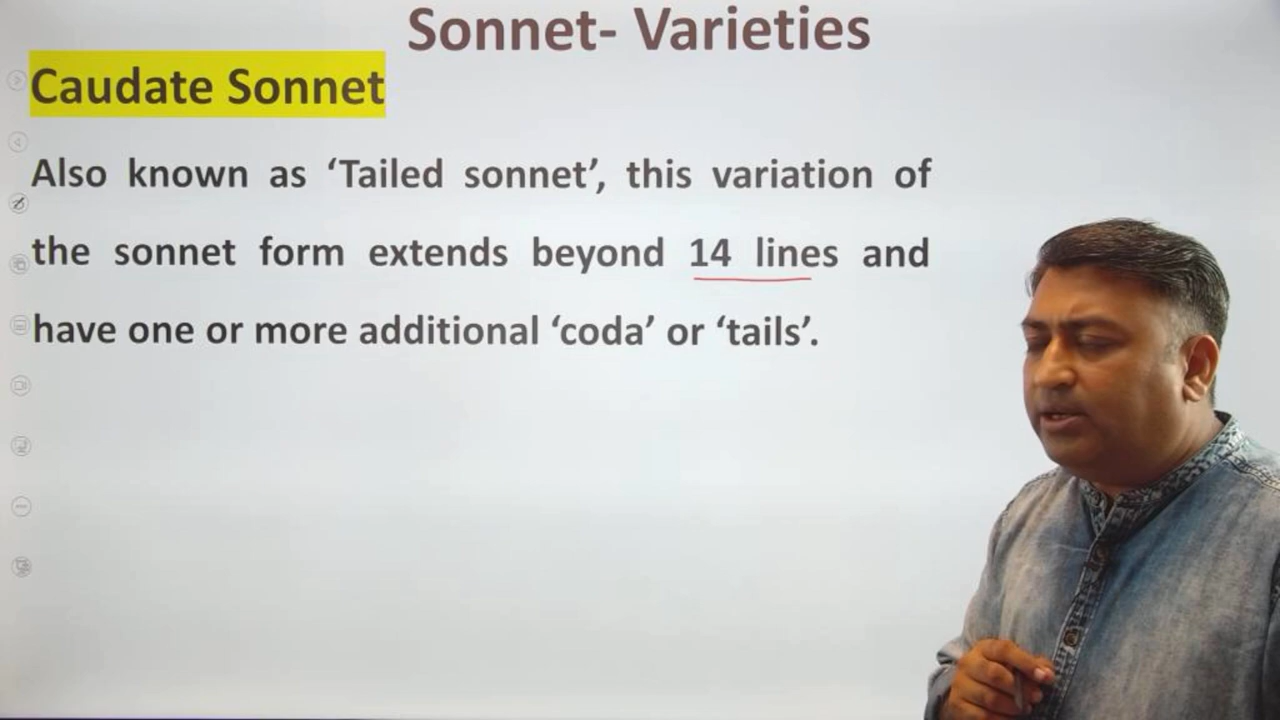 Sonnet- Varieties
Caudate Sonnet
Also known as ‘Tailed sonnet’, this variation of
the sonnet form extends beyond 14 lines and
have one or more additional ‘coda’ or ‘tails’.